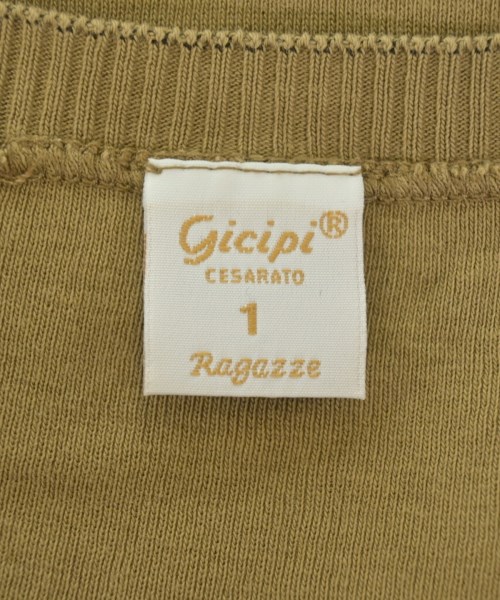 Gicipi®
CESARATO
1
Ragazze